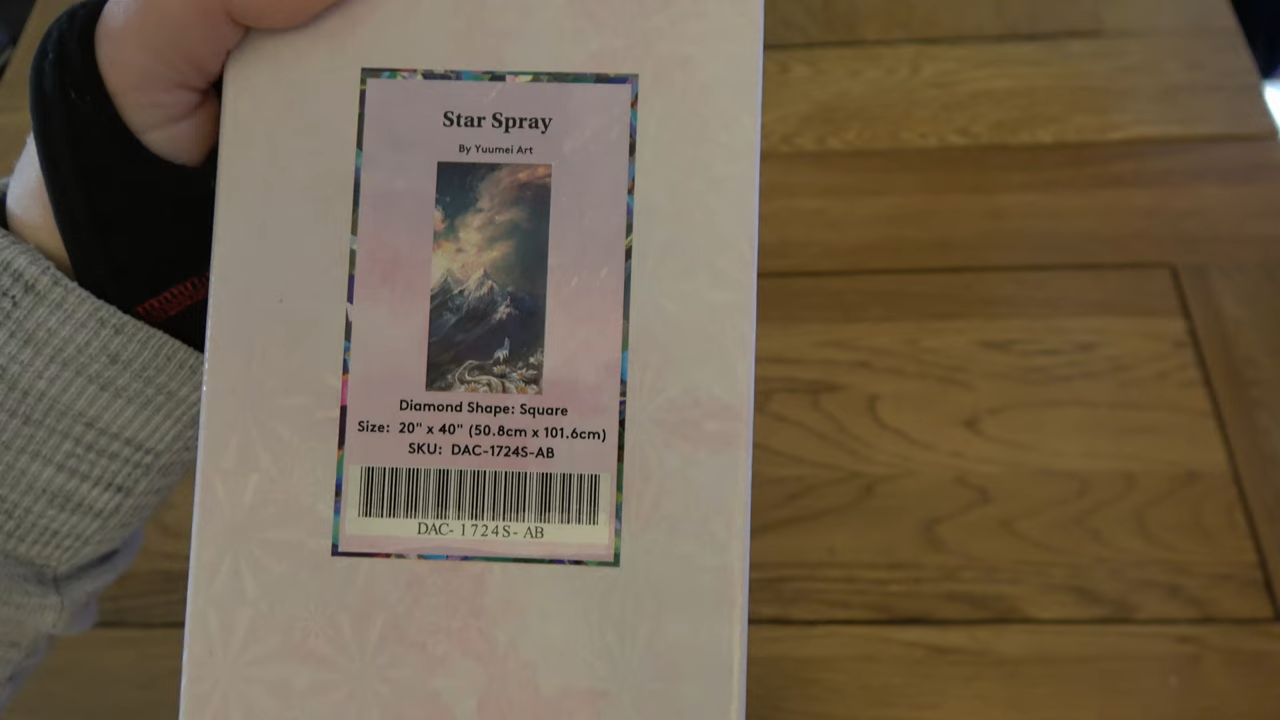 Star Spray
By Yuumei Art
Diamond Shape: Square
Size: 20" x 40" (50.8cm x 101.6cm)
SKU: DAC-1724S-AB
DAC- 1724S- AB